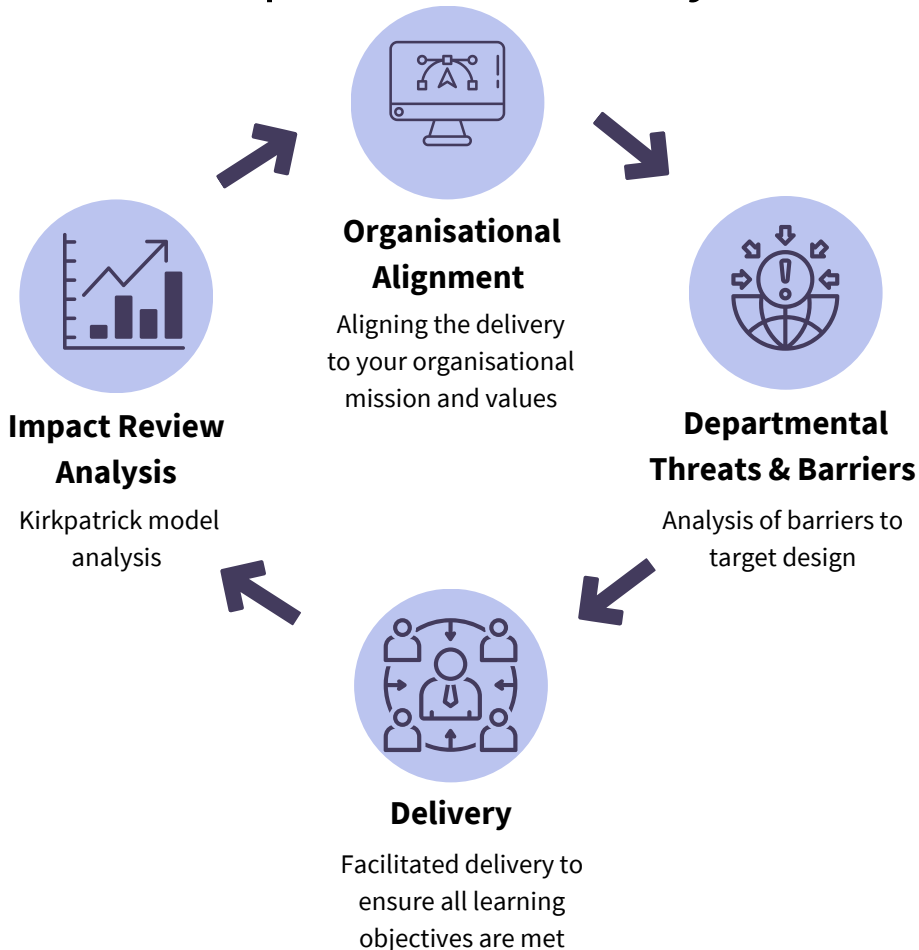 Organisational
Alignment
Aligning the delivery
to your organisational
mission and values
Departmental
Threats & Barriers
Analysis of barriers to
target design
Delivery
Facilitated delivery to
ensure all learning
objectives are met
Impact Review
Analysis
Kirkpatrick model
analysis